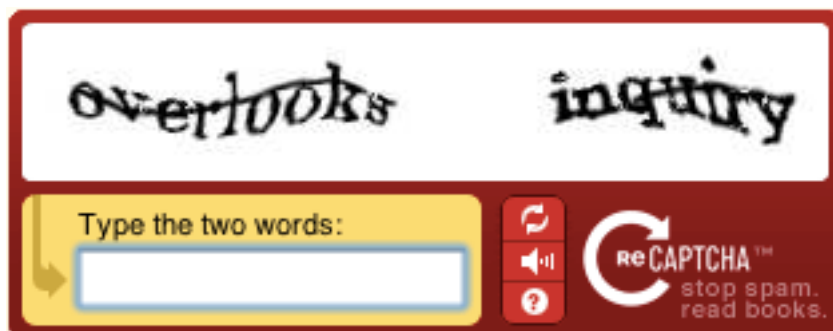 overlooks inquiry
Type the two words:
ReCAPTCHA™
stop spam.
read books.